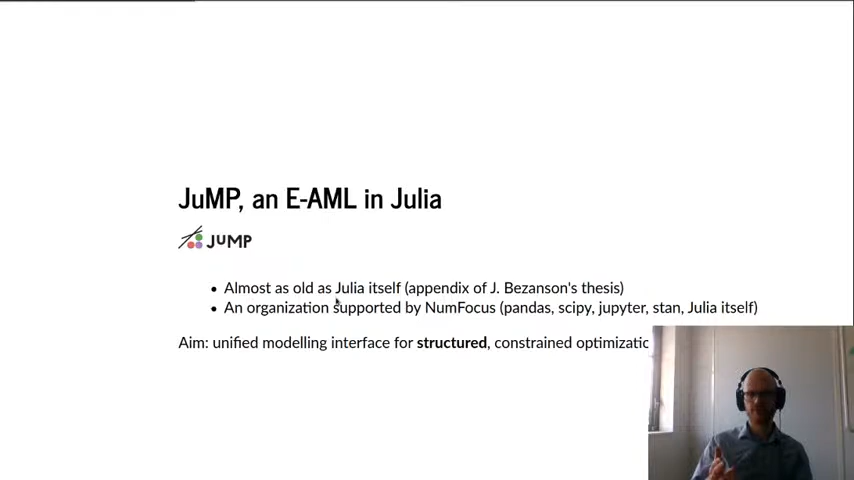 JuMP, an E-AML in Julia
JuMP
Almost as old as Julia itself (appendix of J. Bezanson's thesis)
An organization supported by NumFocus (pandas, scipy, jupyter, stan, Julia itself)
Aim: unified modelling interface for structured, constrained